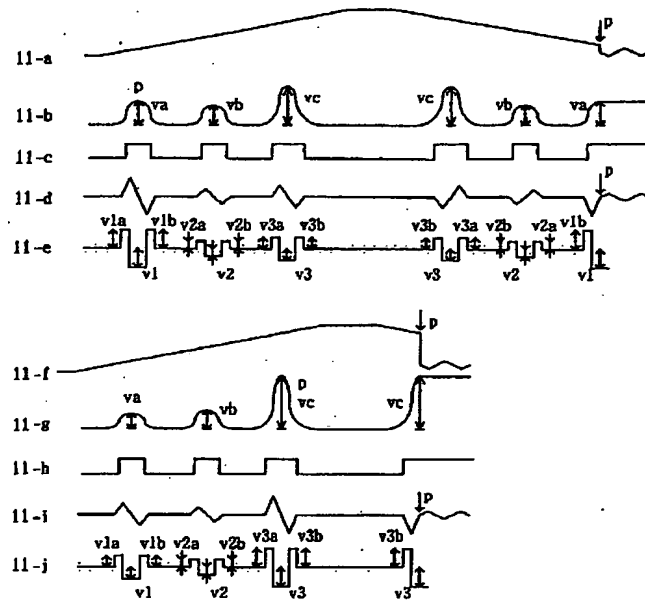 p
11-a
p va vb vc vc vb va
11-b
11-c
p
11-d
v1a v1b v2a v2b v3a v3b v3b v3a v2b v2a v1b
11-e
v1 v2 v3 v3 v2 v1
p
11-f
va vb p vc vc
11-g
11-h
p
11-i
v1a v1b v2a v2b v3a v3b v3b
11-j
v1 v2 v3 v3